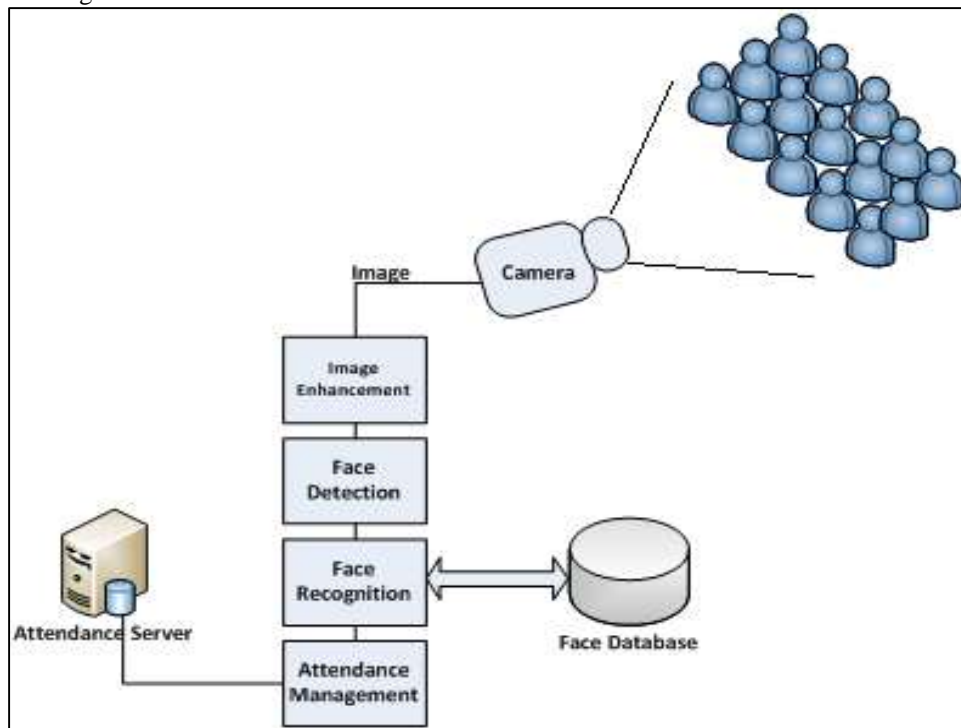 Image
Camera
Image
Enhancement
Face
Detection
Face
Recognition
Attendance
Management
Attendance Server
Face Database